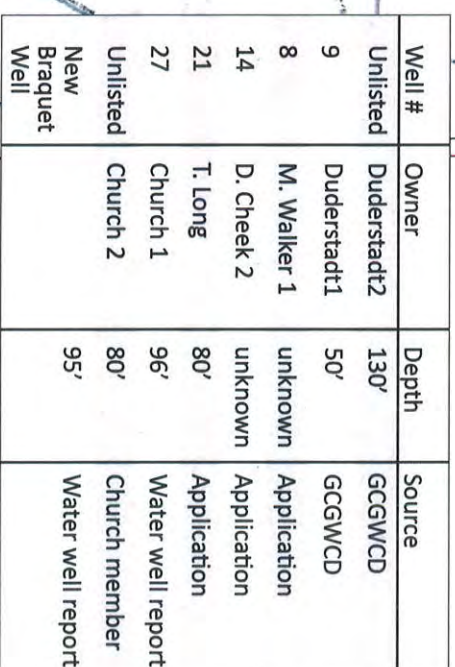 Well # Owner Depth Source
Unlisted Duderstadt2 130' GCGWCD
9 Duderstadt1 50' GCGWCD
8 M. Walker 1 unknown Application
14 D. Cheek 2 unknown Application
21 T. Long 80' Application
27 Church 1 96' Water well report
Unlisted Church 2 80' Church member
New
Braquet
Well 95' Water well report